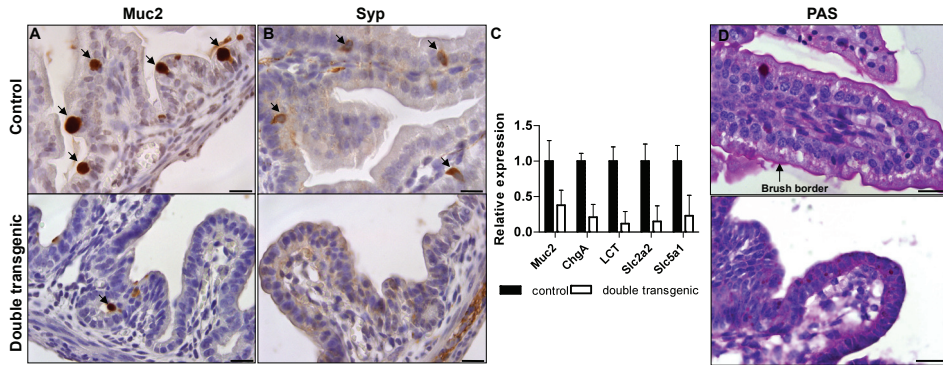 Muc2
Syp
PAS
A
B
C
D
Control
Double transgenic
Relative expression
1.5
1.0
0.5
0.0
Muc2
ChgA
LCT
Slc2a2
Slc5a1
control
double transgenic
Brush border